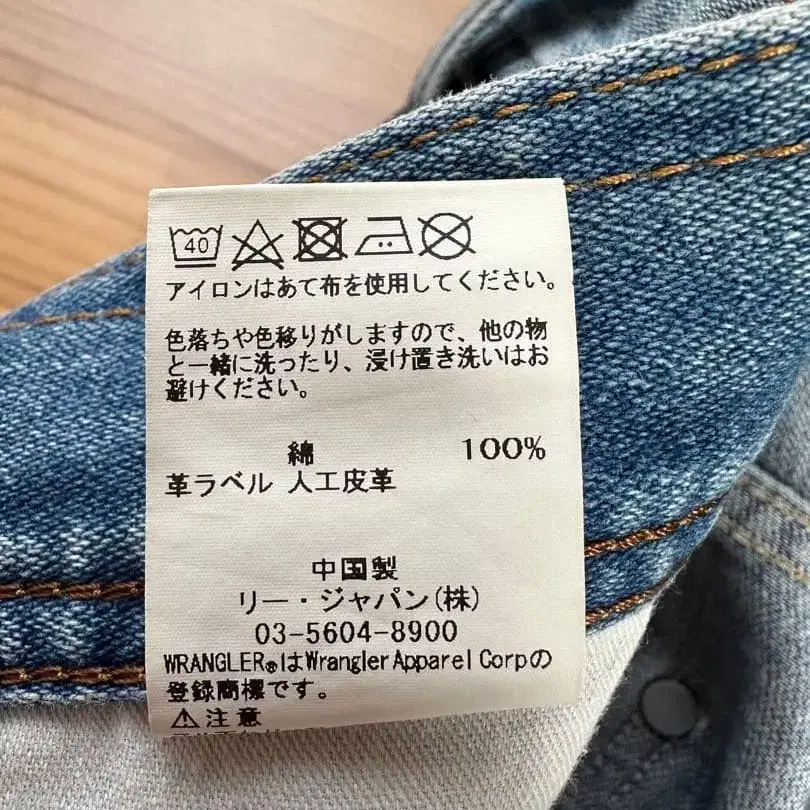 40
アイロンはあて布を使用してください。
色落ちや色移りがしますので、他の物
と一緒に洗ったり、浸け置き洗いはお
避けください。
綿 100%
革ラベル 人工皮革
中国製
リー・ジャパン(株)
03-5604-8900
WRANGLER®はWrangler Apparel Corpの
登録商標です。
⚠注意